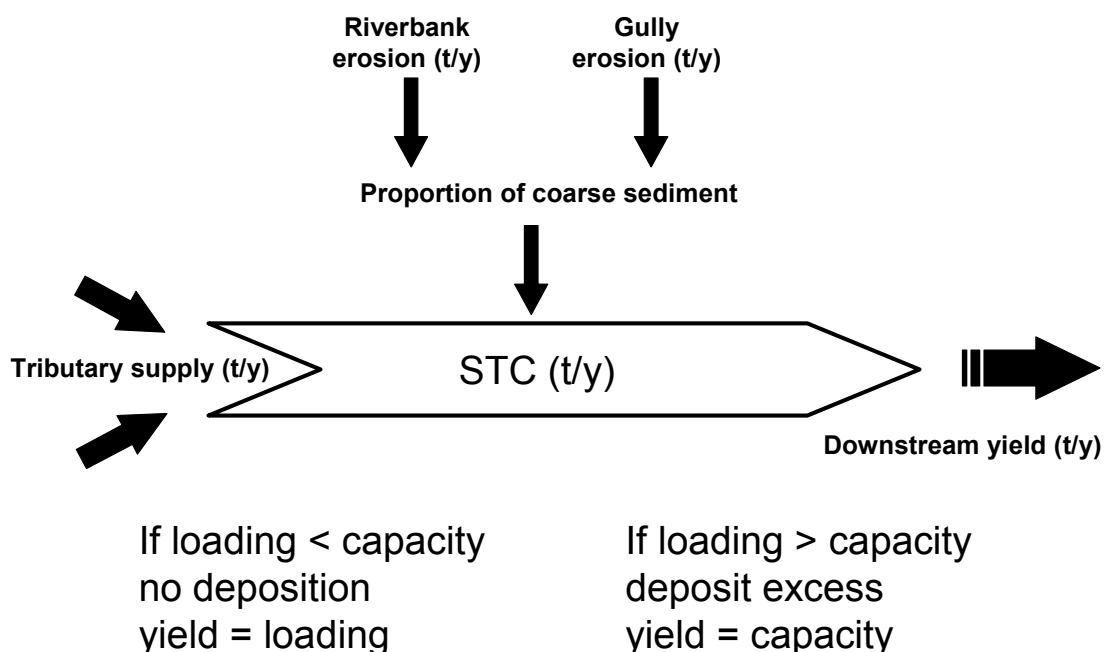 Riverbank
erosion (t/y)
Gully
erosion (t/y)
Proportion of coarse sediment
Tributary supply (t/y)
STC (t/y)
Downstream yield (t/y)
If loading < capacity
no deposition
yield = loading
If loading > capacity
deposit excess
yield = capacity